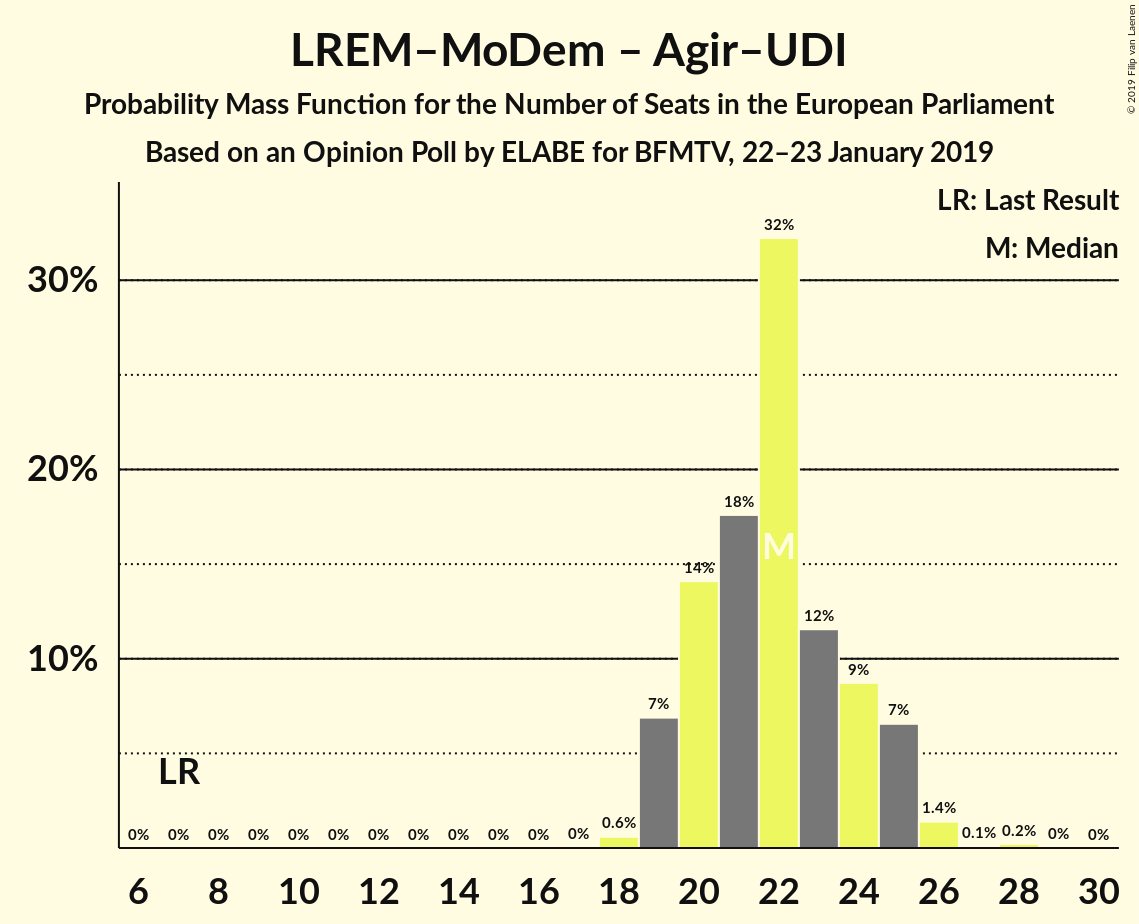 LREM–MoDem – Agir–UDI
Probability Mass Function for the Number of Seats in the European Parliament
Based on an Opinion Poll by ELABE for BFMTV, 22–23 January 2019
© 2019 Filip van Laenen
LR: Last Result
M: Median
32%
30%
18%
20%
M
14%
12%
10%
9%
7%
7%
LR
1.4%
0.6%
0.1%
0.2%
0% 0% 0% 0% 0% 0% 0% 0% 0% 0% 0% 0% 0% 0%
6 8 10 12 14 16 18 20 22 24 26 28 30